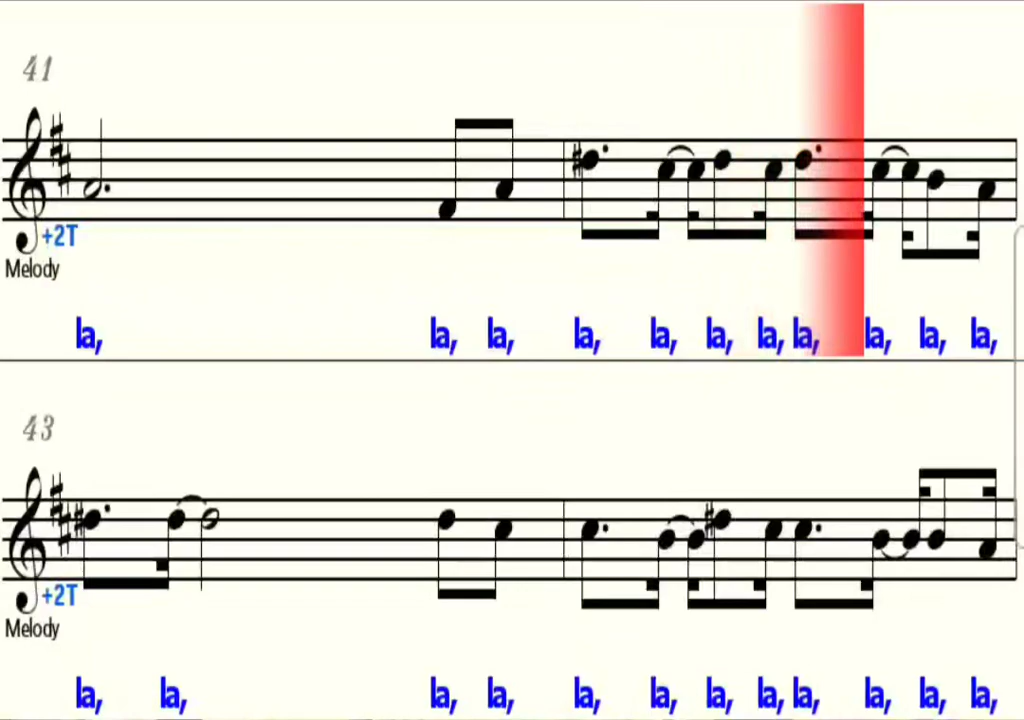 41
+2T
Melody
la, la, la, la, la, la, la, la, la, la, la,
43
+2T
Melody
la, la, la, la, la, la, la, la, la, la, la, la,